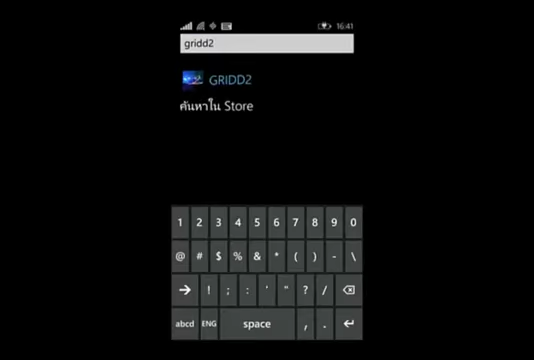 16:41
gridd2
GRIDD2
ค้นหาใน Store
1 2 3 4 5 6 7 8 9 0
@ # $ % & * ( ) - \
! ; : ' " ? /
abcd ENG space , .